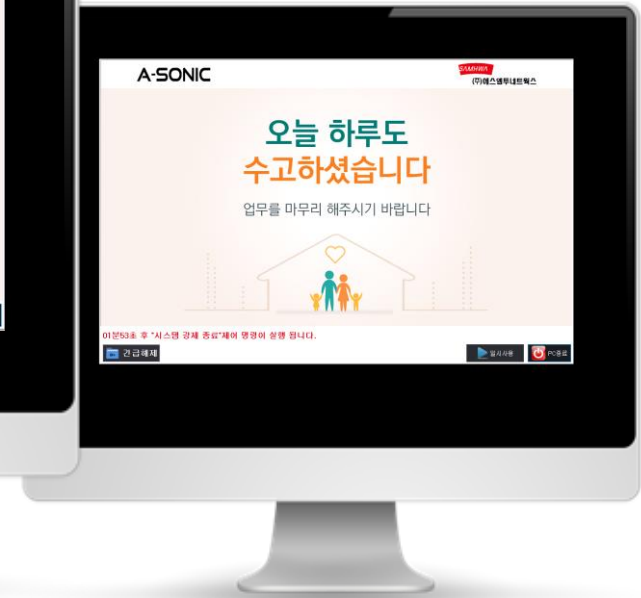 A-SONIC
SAMHWA
(주)에스엠투네트웍스
오늘 하루도
수고하셨습니다
업무를 마무리 해주시기 바랍니다
01분53초 후 "시스템 강제 종료"제어 명령이 실행 됩니다.
긴급해제
일시사용
PC종료